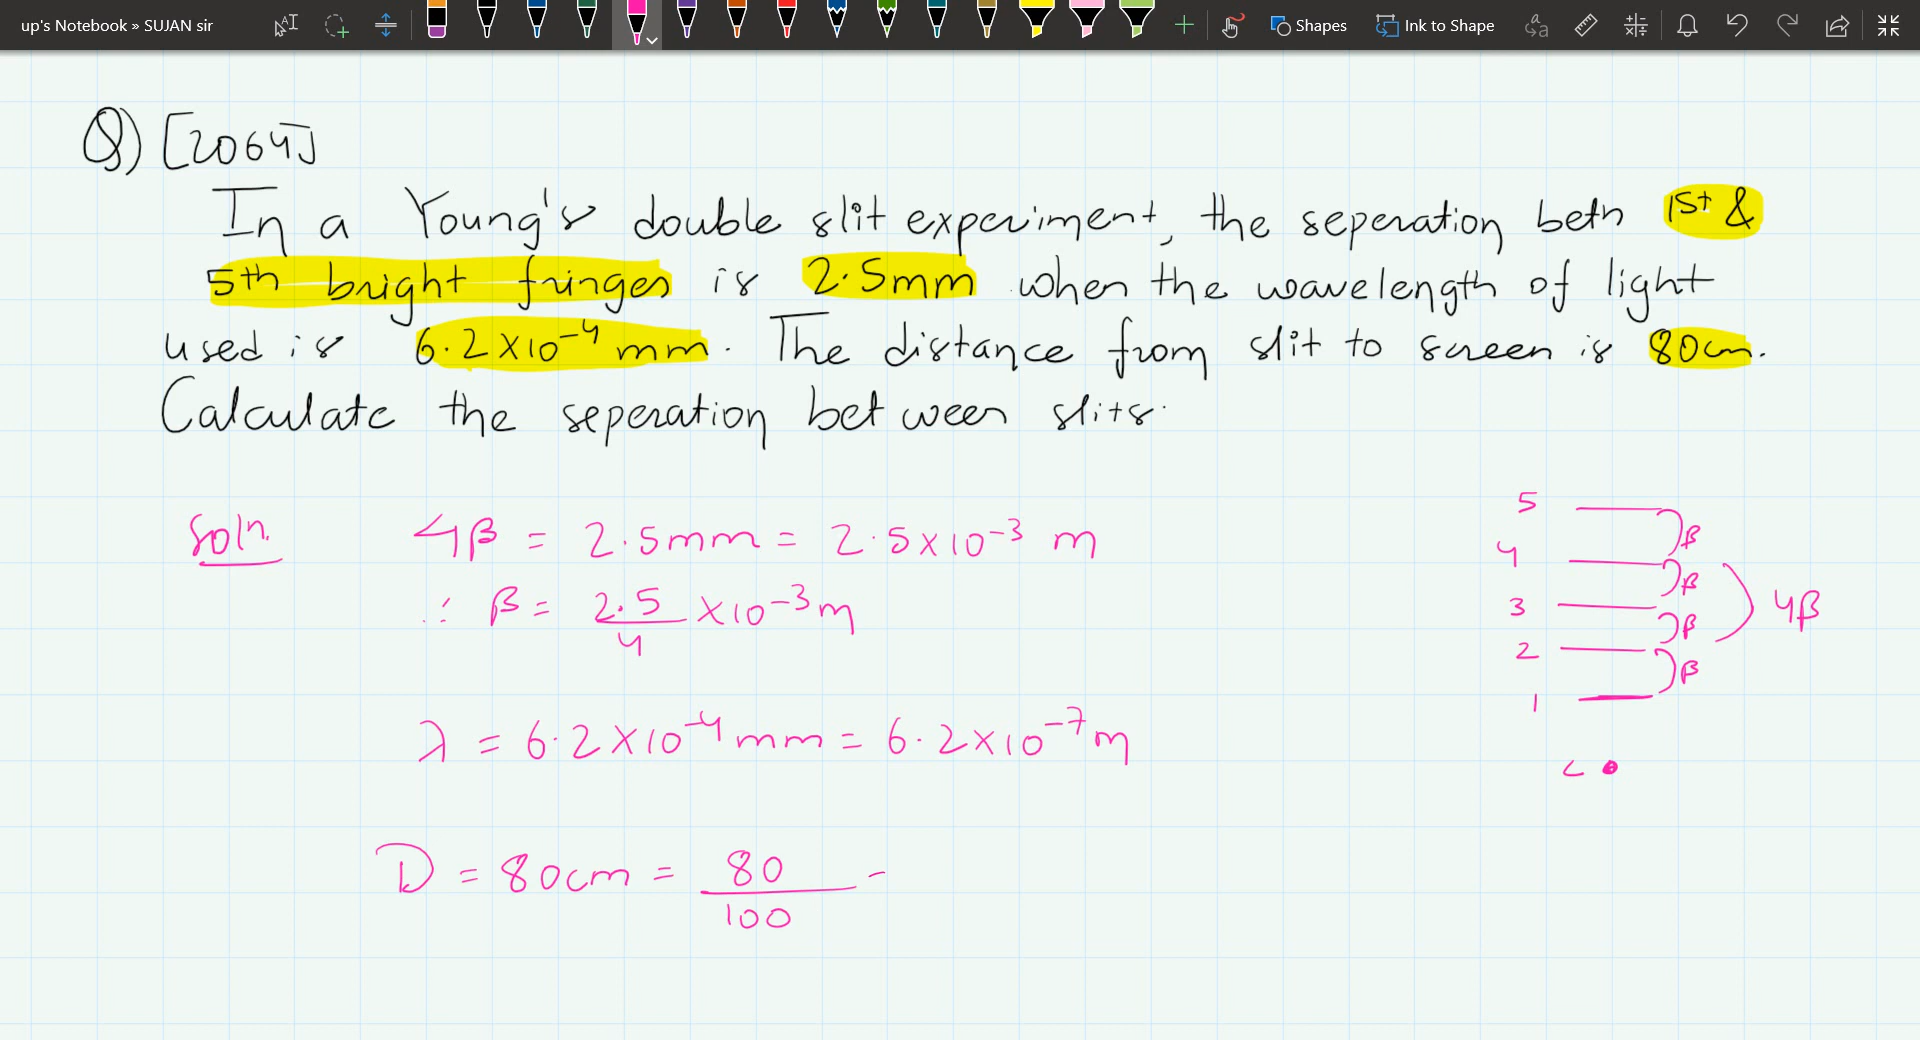 up's Notebook » SUJAN sir
Shapes
Ink to Shape
Q) [2064]
In a Young's double slit experiment, the seperation betn 1st &
5th bright fringes is 2.5mm when the wavelength of light
used is 6.2×10⁻⁴ mm. The distance from slit to screen is 80cm.
Calculate the seperation between slits.
Soln.
4β = 2.5mm = 2.5×10⁻³ m
∴ β = 2.5/4 ×10⁻³m
λ = 6.2×10⁻⁴mm = 6.2×10⁻⁷m
D = 80cm = 80/100 -
5
β
4
β
3
β
4β
2
β
1